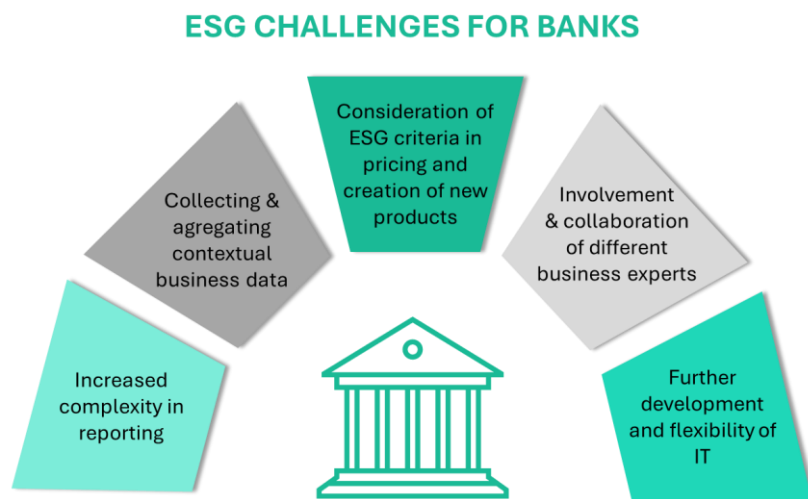 ESG CHALLENGES FOR BANKS
Increased
complexity in
reporting
Collecting &
agregating
contextual
business data
Consideration of
ESG criteria in
pricing and
creation of new
products
Involvement
& collaboration
of different
business experts
Further
development
and flexibility of
IT